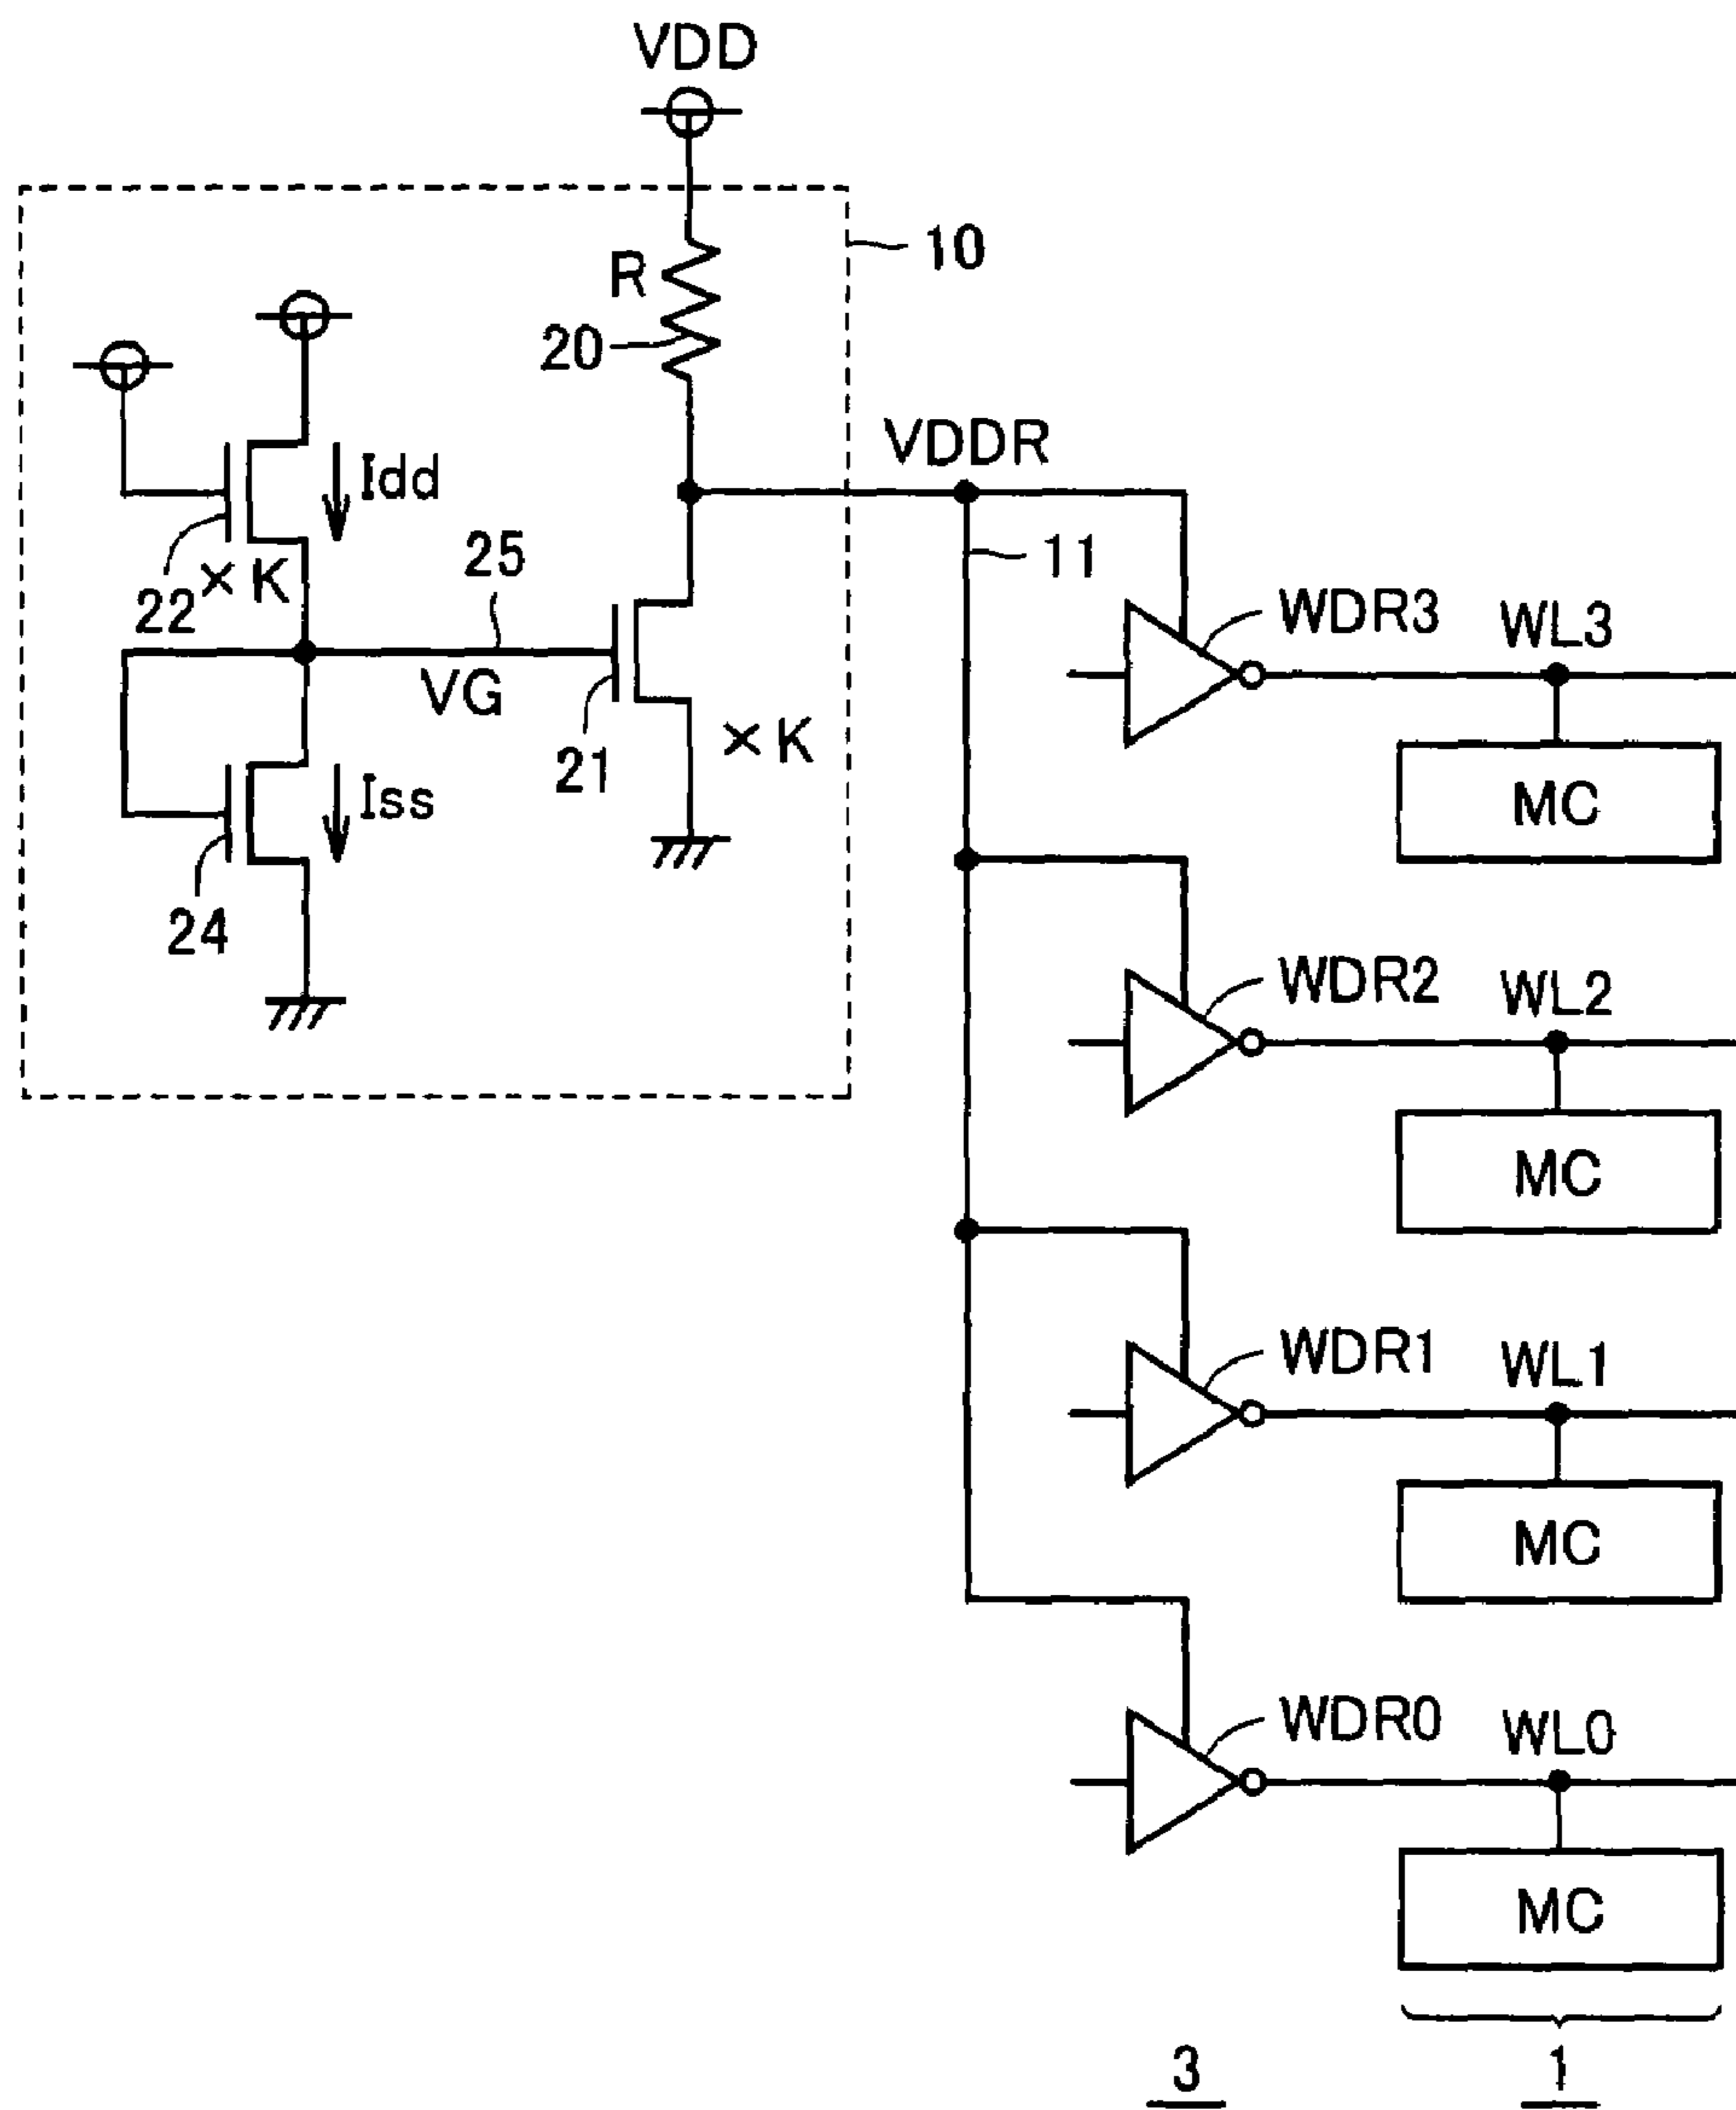 VDD
10
R
20
VDDR
Idd
25
11
22
×K
WDR3
WL3
VG
21
×K
Iss
MC
24
WDR2
WL2
MC
WDR1
WL1
MC
WDR0
WL0
MC
3
1